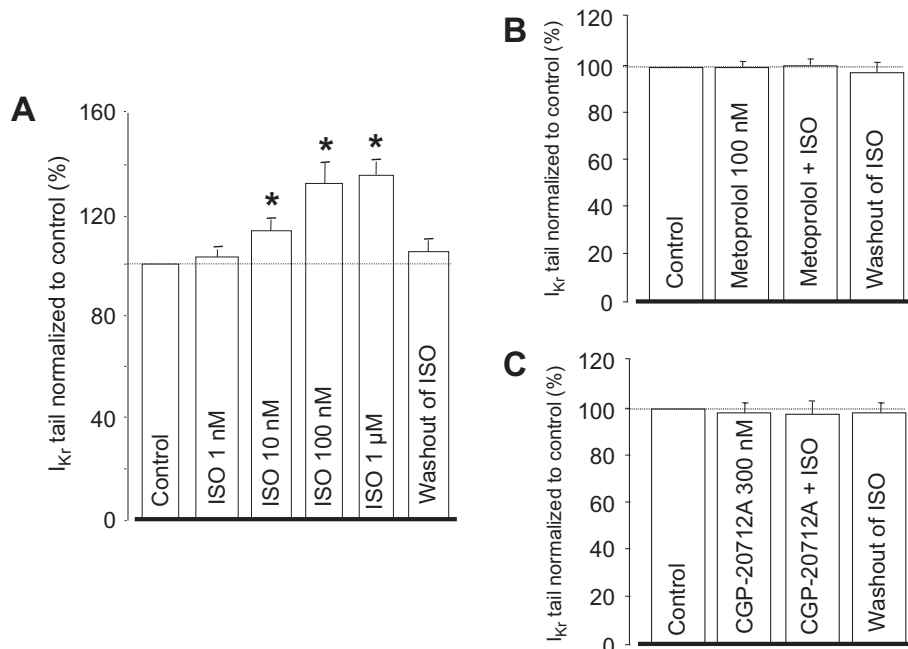 A
I_Kr tail normalized to control (%)
160
120
80
40
0
*
*
*
Control
ISO 1 nM
ISO 10 nM
ISO 100 nM
ISO 1 µM
Washout of ISO
B
I_Kr tail normalized to control (%)
120
100
80
60
40
20
0
Control
Metoprolol 100 nM
Metoprolol + ISO
Washout of ISO
C
I_Kr tail normalized to control (%)
120
100
80
60
40
20
0
Control
CGP-20712A 300 nM
CGP-20712A + ISO
Washout of ISO